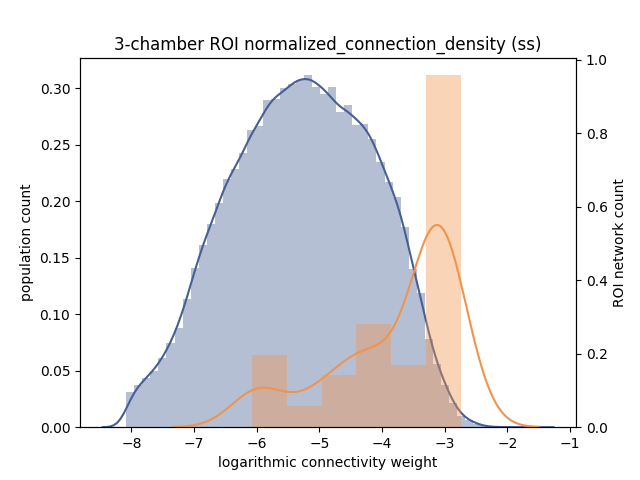 3-chamber ROI normalized_connection_density (ss)
0.30
0.25
0.20
0.15
0.10
0.05
0.00
population count
1.0
0.8
0.6
0.4
0.2
0.0
ROI network count
−8 −7 −6 −5 −4 −3 −2 −1
logarithmic connectivity weight